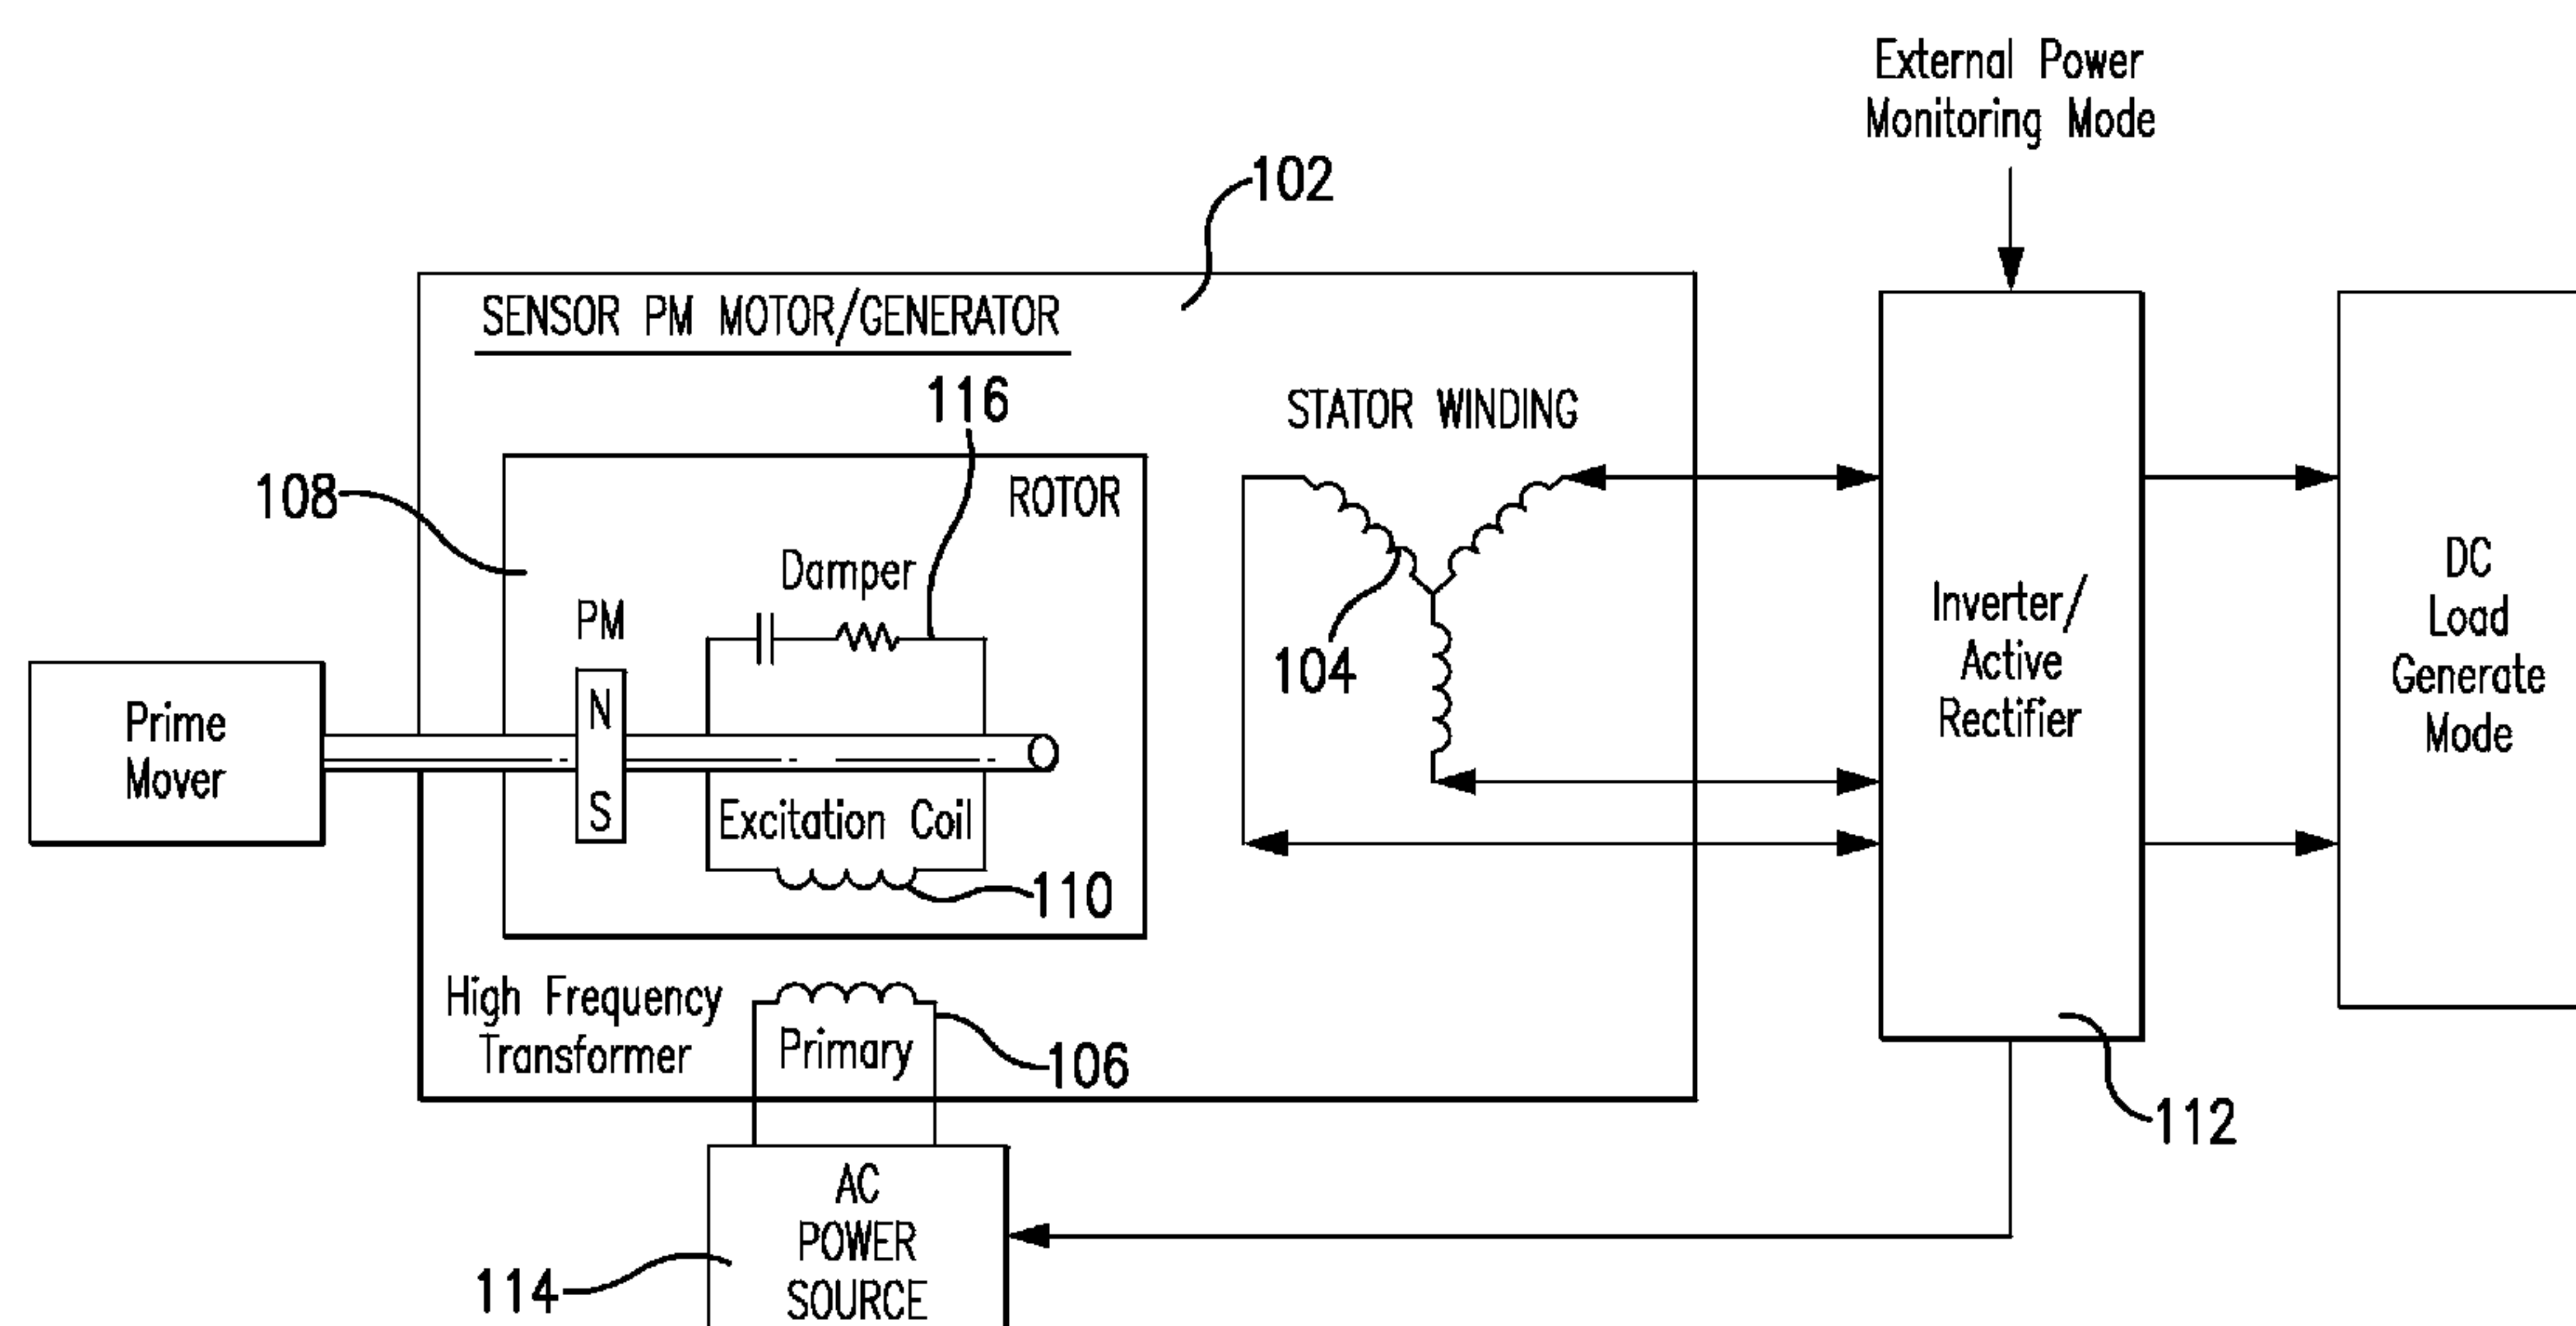 External Power
Monitoring Mode
102
SENSOR PM MOTOR/GENERATOR
116
STATOR WINDING
108
ROTOR
Damper
PM
104
Prime
Mover
N
S
Excitation Coil
110
Inverter/
Active
Rectifier
DC
Load
Generate
Mode
High Frequency
Transformer
Primary
106
112
AC
POWER
SOURCE
114